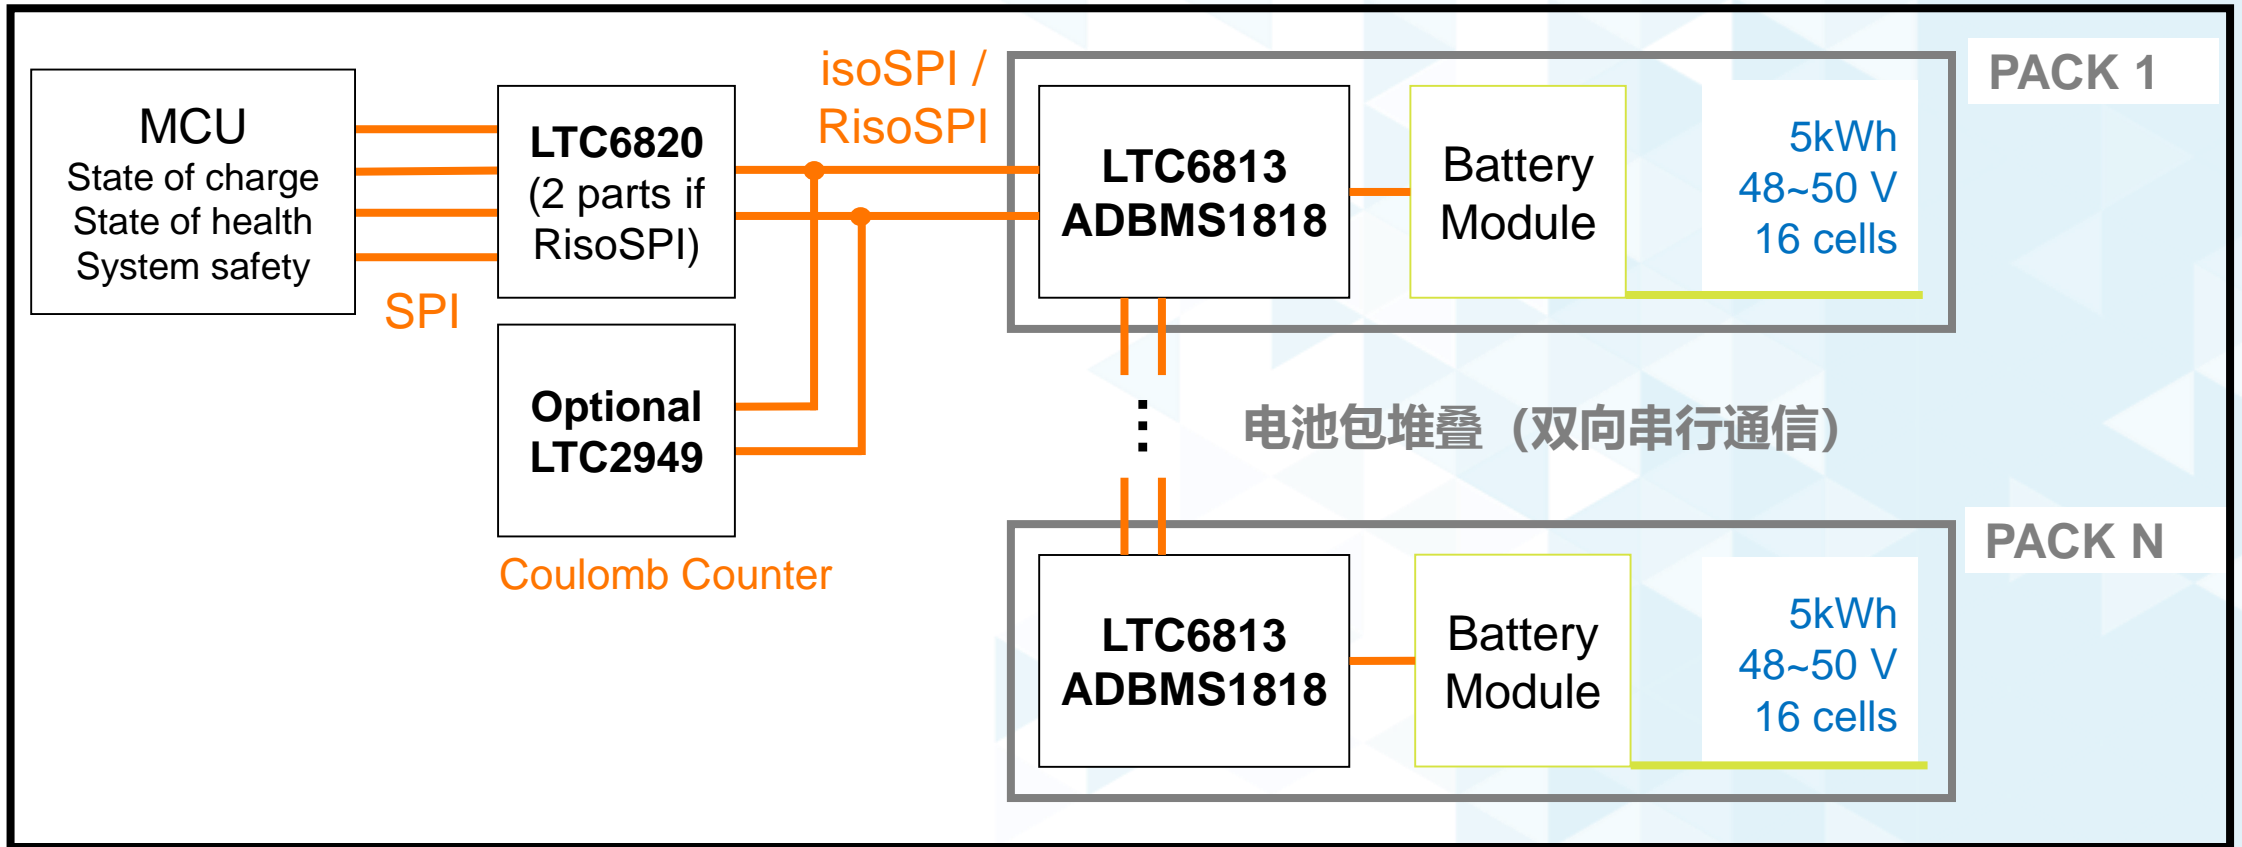 MCU
State of charge
State of health
System safety
SPI
LTC6820
(2 parts if
RisoSPI)
isoSPI /
RisoSPI
Optional
LTC2949
Coulomb Counter
LTC6813
ADBMS1818
Battery
Module
5kWh
48~50 V
16 cells
PACK 1
电池包堆叠（双向串行通信）
LTC6813
ADBMS1818
Battery
Module
5kWh
48~50 V
16 cells
PACK N